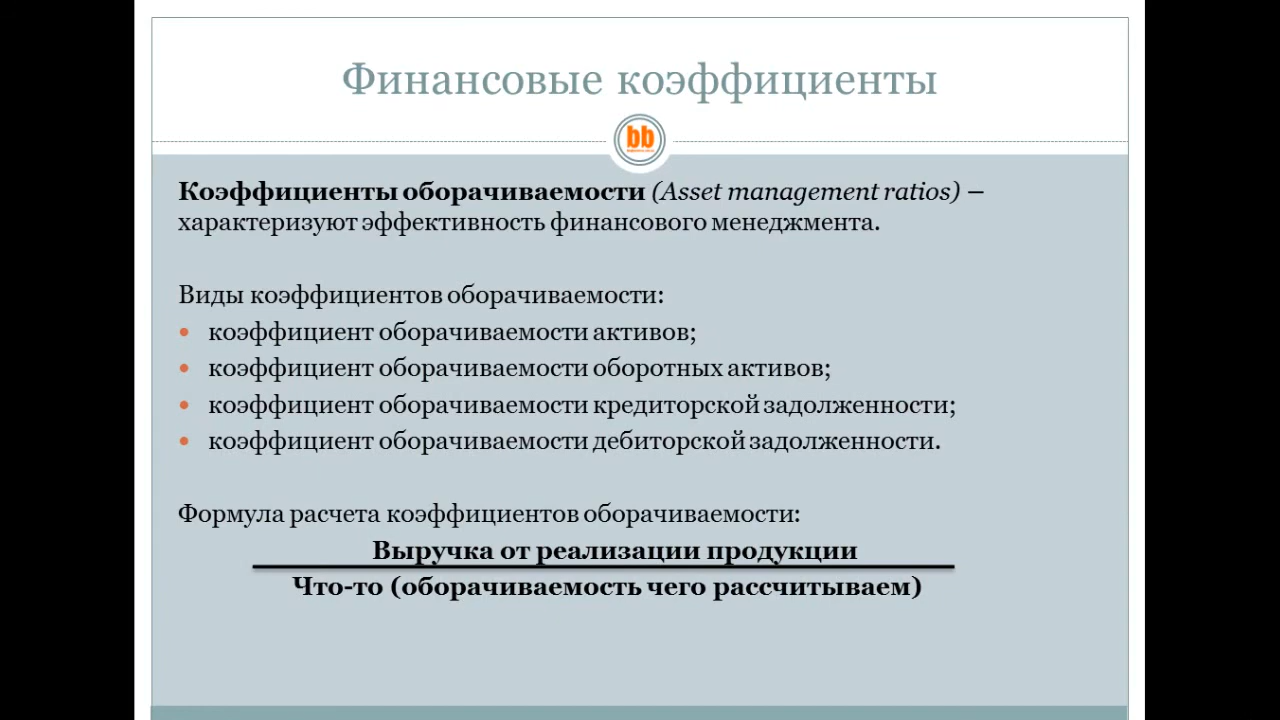 Финансовые коэффициенты
bb
Коэффициенты оборачиваемости (Asset management ratios) –
характеризуют эффективность финансового менеджмента.
Виды коэффициентов оборачиваемости:
• коэффициент оборачиваемости активов;
• коэффициент оборачиваемости оборотных активов;
• коэффициент оборачиваемости кредиторской задолженности;
• коэффициент оборачиваемости дебиторской задолженности.
Формула расчета коэффициентов оборачиваемости:
Выручка от реализации продукции
Что-то (оборачиваемость чего рассчитываем)